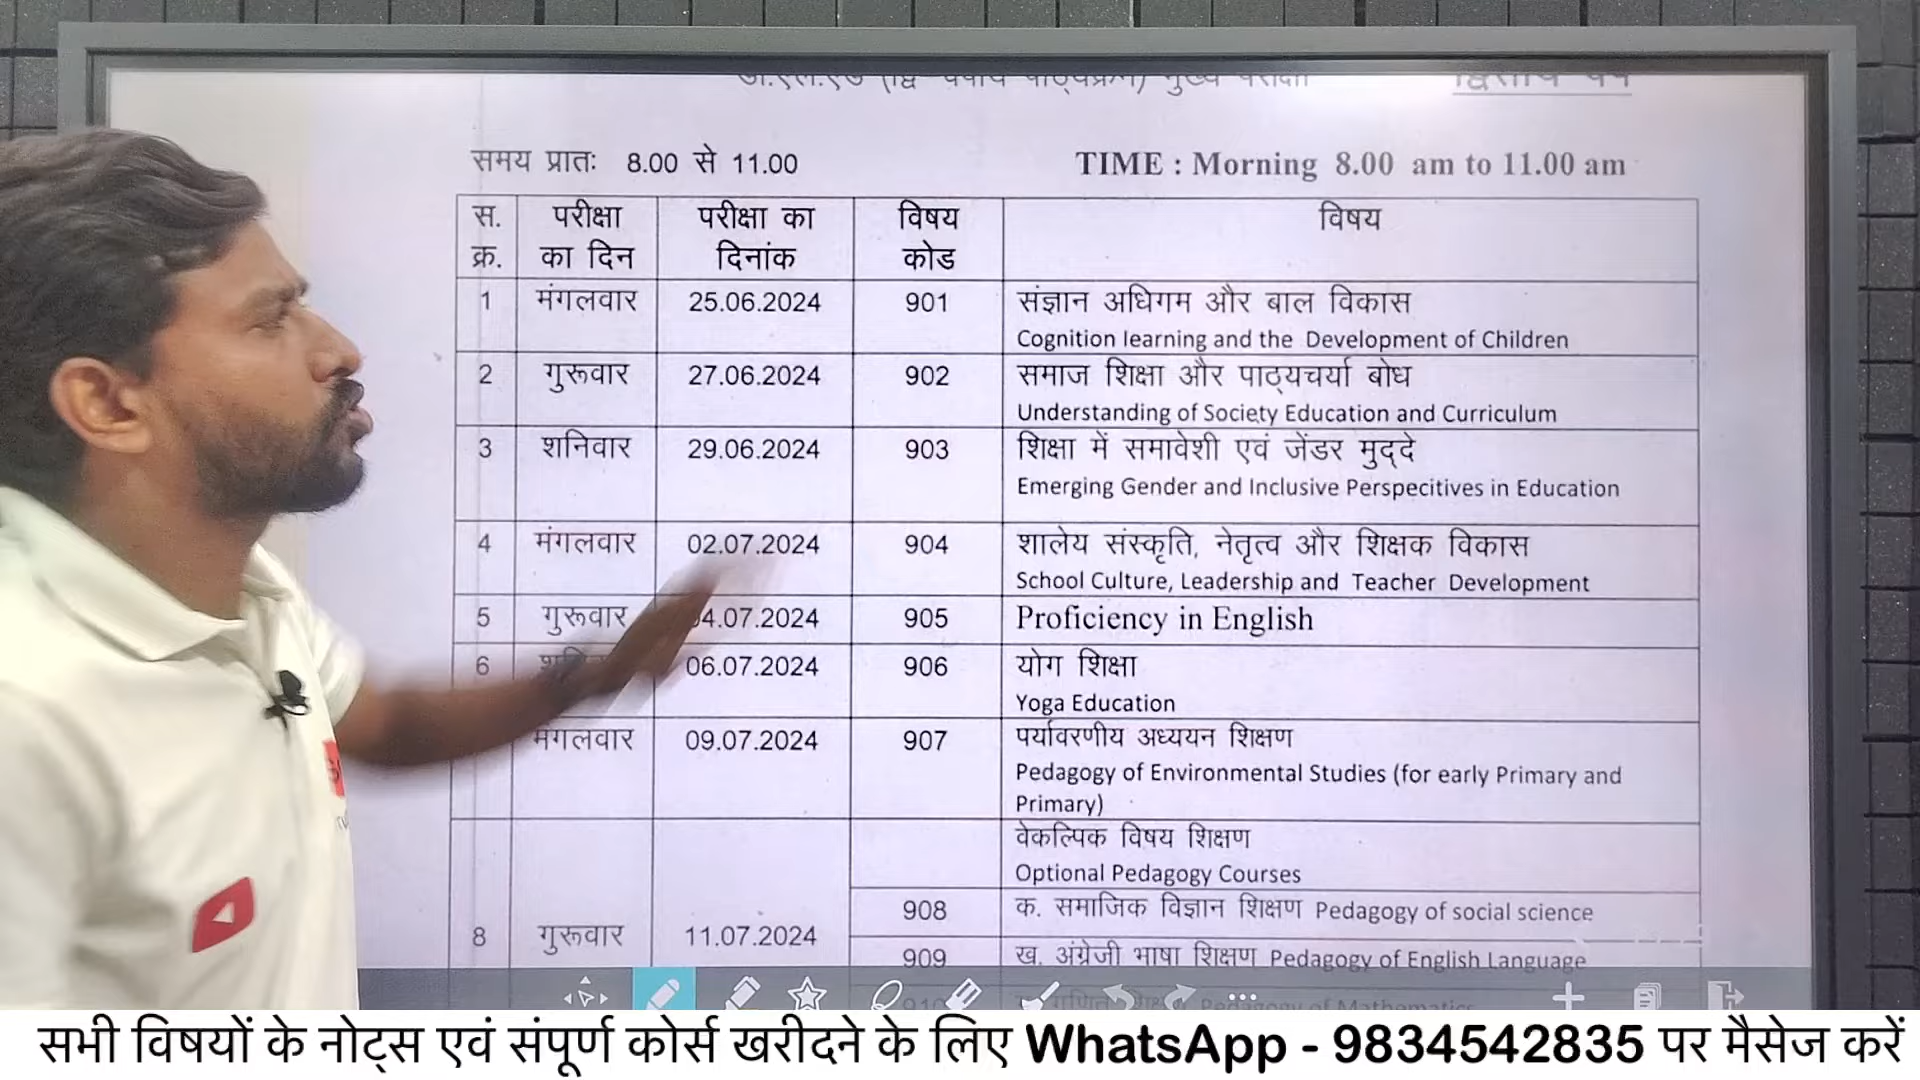 समय प्रातः 8.00 से 11.00 TIME : Morning 8.00 am to 11.00 am
स. क्र. परीक्षा का दिन परीक्षा का दिनांक विषय कोड विषय
1 मंगलवार 25.06.2024 901 संज्ञान अधिगम और बाल विकास
Cognition learning and the Development of Children
2 गुरूवार 27.06.2024 902 समाज शिक्षा और पाठ्यचर्या बोध
Understanding of Society Education and Curriculum
3 शनिवार 29.06.2024 903 शिक्षा में समावेशी एवं जेंडर मुद्दे
Emerging Gender and Inclusive Perspecitives in Education
4 मंगलवार 02.07.2024 904 शालेय संस्कृति, नेतृत्व और शिक्षक विकास
School Culture, Leadership and Teacher Development
5 गुरूवार 4.07.2024 905 Proficiency in English
6 06.07.2024 906 योग शिक्षा
Yoga Education
मंगलवार 09.07.2024 907 पर्यावरणीय अध्ययन शिक्षण
Pedagogy of Environmental Studies (for early Primary and
Primary)
वेकल्पिक विषय शिक्षण
Optional Pedagogy Courses
908 क. समाजिक विज्ञान शिक्षण Pedagogy of social science
8 गुरूवार 11.07.2024
909 ख. अंग्रेजी भाषा शिक्षण Pedagogy of English Language
910 Pedagogy of Mathematics
सभी विषयों के नोट्स एवं संपूर्ण कोर्स खरीदने के लिए WhatsApp - 9834542835 पर मैसेज करें